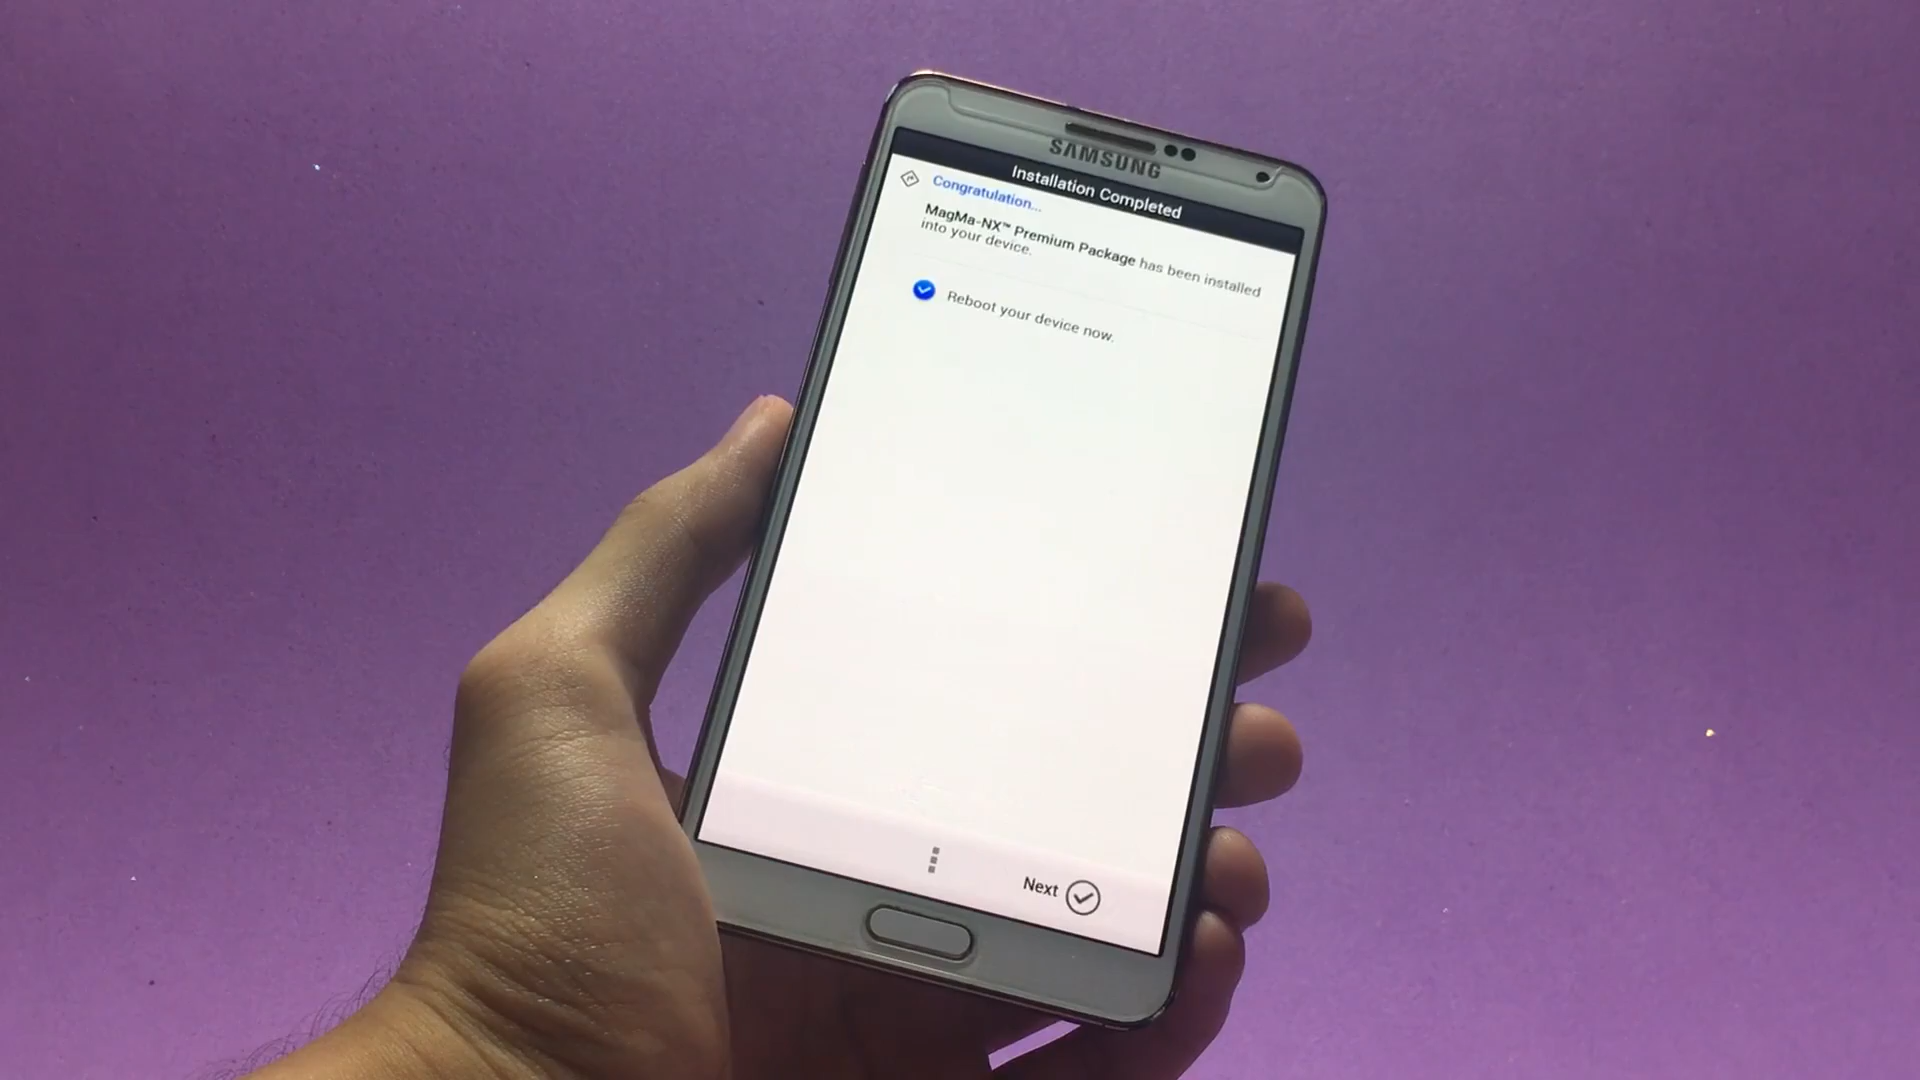 SAMSUNG
Installation Completed
Congratulation...
MagMa-NX™ Premium Package has been installed
into your device.
Reboot your device now.
Next